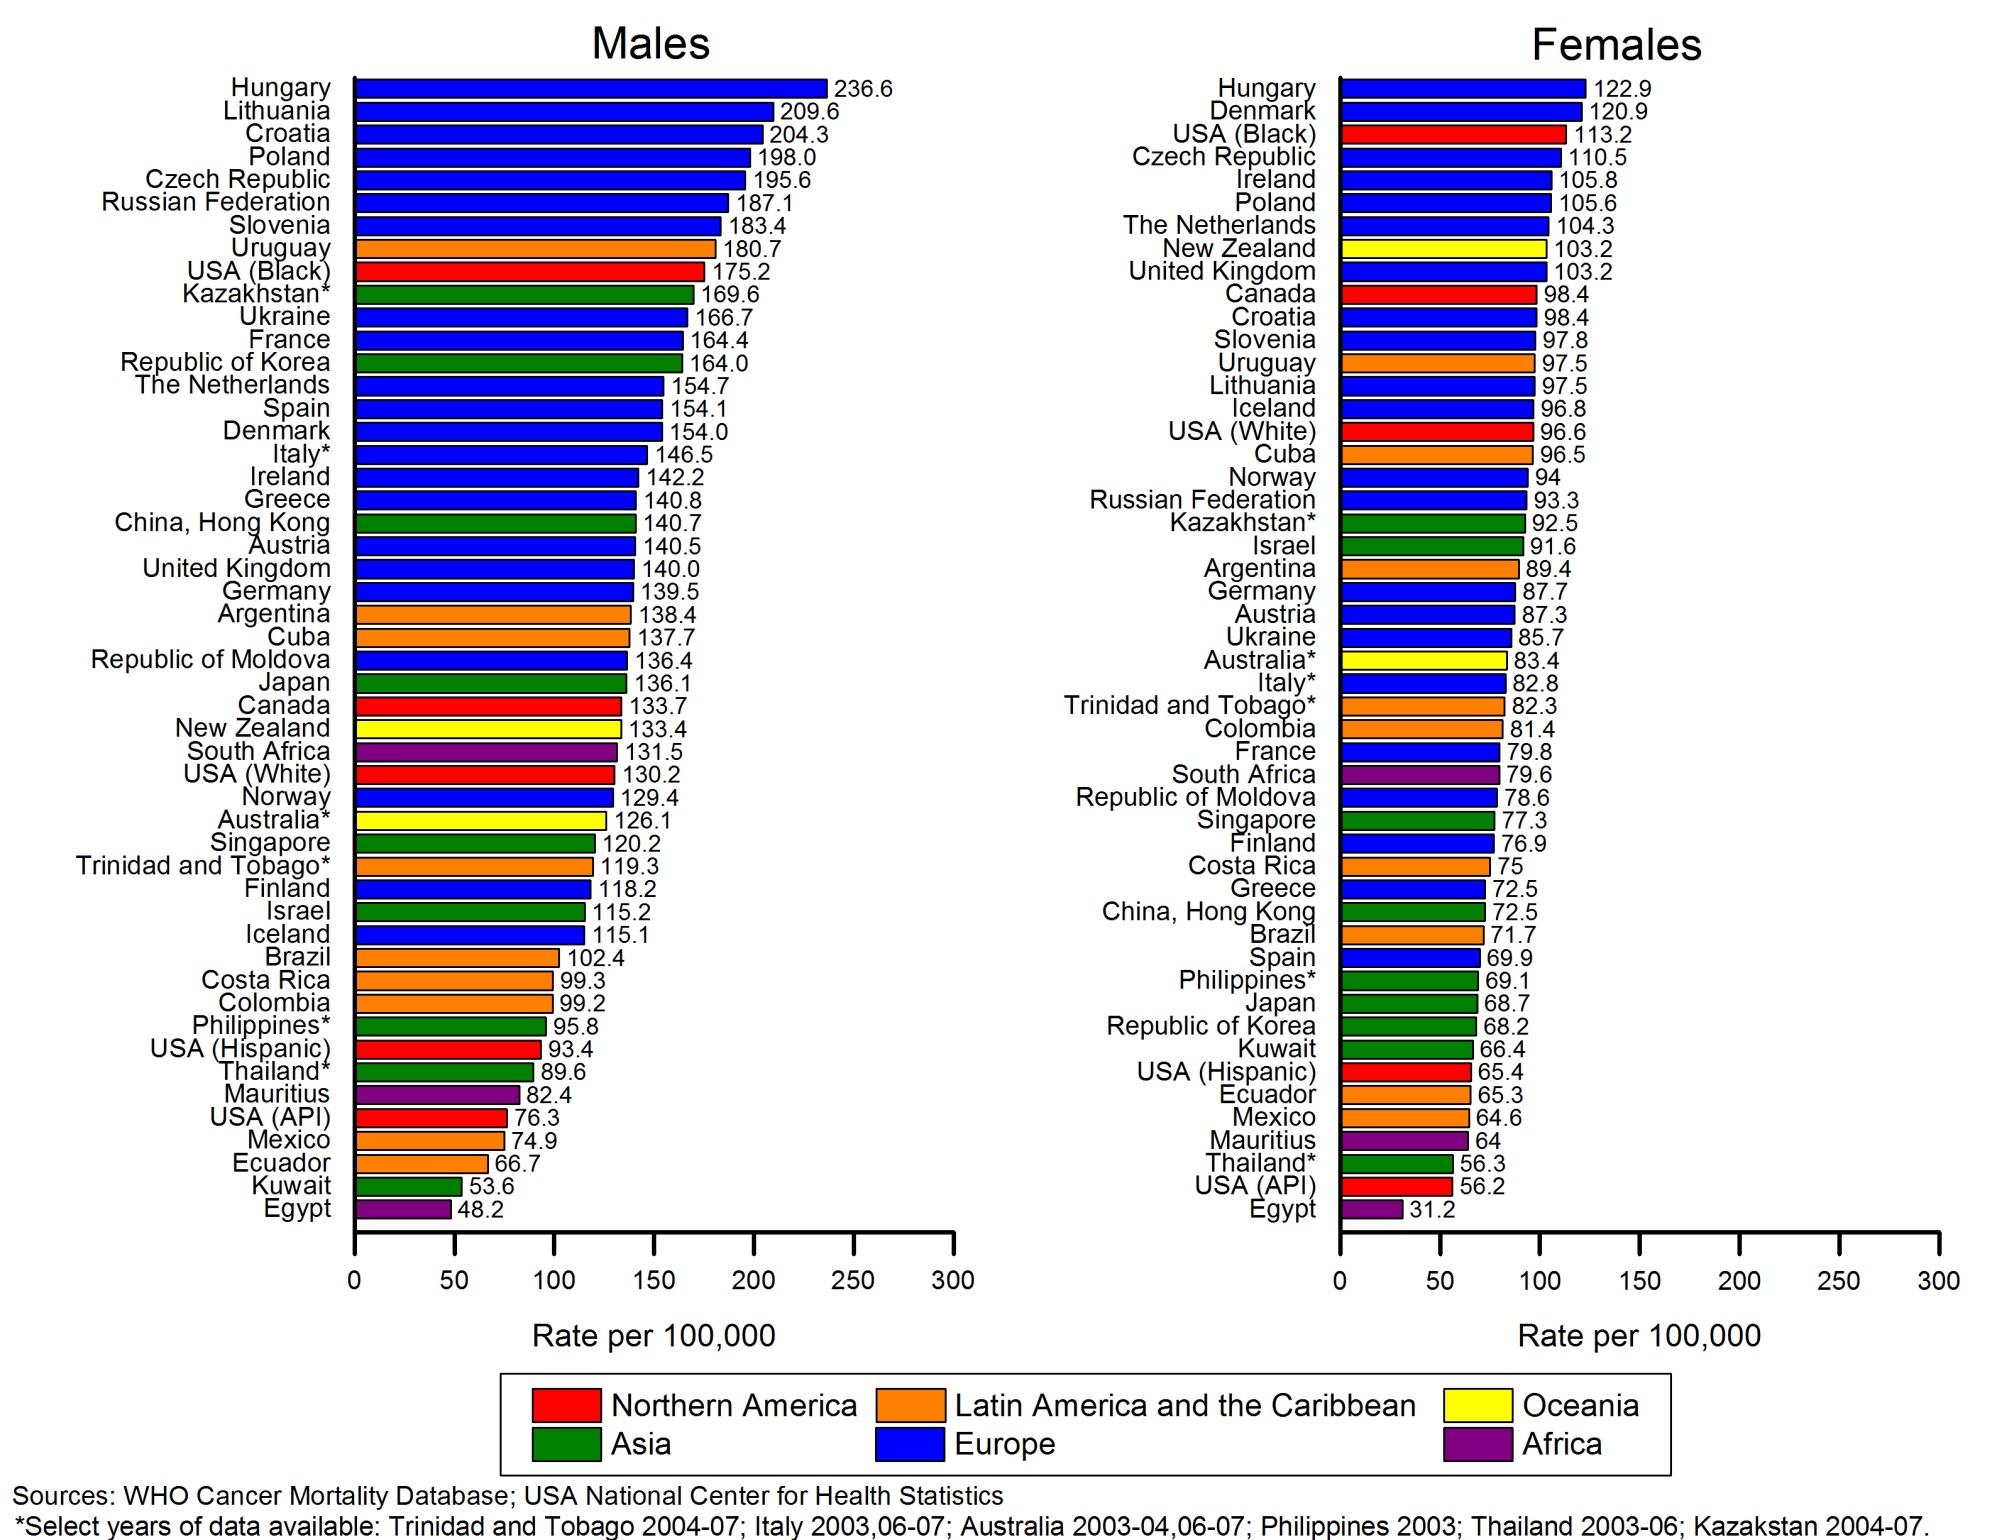 Males
Hungary 236.6
Lithuania 209.6
Croatia 204.3
Poland 198.0
Czech Republic 195.6
Russian Federation 187.1
Slovenia 183.4
Uruguay 180.7
USA (Black) 175.2
Kazakhstan* 169.6
Ukraine 166.7
France 164.4
Republic of Korea 164.0
The Netherlands 154.7
Spain 154.1
Denmark 154.0
Italy* 146.5
Ireland 142.2
Greece 140.8
China, Hong Kong 140.7
Austria 140.5
United Kingdom 140.0
Germany 139.5
Argentina 138.4
Cuba 137.7
Republic of Moldova 136.4
Japan 136.1
Canada 133.7
New Zealand 133.4
South Africa 131.5
USA (White) 130.2
Norway 129.4
Australia* 126.1
Singapore 120.2
Trinidad and Tobago* 119.3
Finland 118.2
Israel 115.2
Iceland 115.1
Brazil 102.4
Costa Rica 99.3
Colombia 99.2
Philippines* 95.8
USA (Hispanic) 93.4
Thailand* 89.6
Mauritius 82.4
USA (API) 76.3
Mexico 74.9
Ecuador 66.7
Kuwait 53.6
Egypt 48.2
0 50 100 150 200 250 300
Rate per 100,000
Females
Hungary 122.9
Denmark 120.9
USA (Black) 113.2
Czech Republic 110.5
Ireland 105.8
Poland 105.6
The Netherlands 104.3
New Zealand 103.2
United Kingdom 103.2
Canada 98.4
Croatia 98.4
Slovenia 97.8
Uruguay 97.5
Lithuania 97.5
Iceland 96.8
USA (White) 96.6
Cuba 96.5
Norway 94
Russian Federation 93.3
Kazakhstan* 92.5
Israel 91.6
Argentina 89.4
Germany 87.7
Austria 87.3
Ukraine 85.7
Australia* 83.4
Italy* 82.8
Trinidad and Tobago* 82.3
Colombia 81.4
France 79.8
South Africa 79.6
Republic of Moldova 78.6
Singapore 77.3
Finland 76.9
Costa Rica 75
Greece 72.5
China, Hong Kong 72.5
Brazil 71.7
Spain 69.9
Philippines* 69.1
Japan 68.7
Republic of Korea 68.2
Kuwait 66.4
USA (Hispanic) 65.4
Ecuador 65.3
Mexico 64.6
Mauritius 64
Thailand* 56.3
USA (API) 56.2
Egypt 31.2
0 50 100 150 200 250 300
Rate per 100,000
Northern America Latin America and the Caribbean Oceania
Asia Europe Africa
Sources: WHO Cancer Mortality Database; USA National Center for Health Statistics
*Select years of data available: Trinidad and Tobago 2004-07; Italy 2003,06-07; Australia 2003-04,06-07; Philippines 2003; Thailand 2003-06; Kazakstan 2004-07.